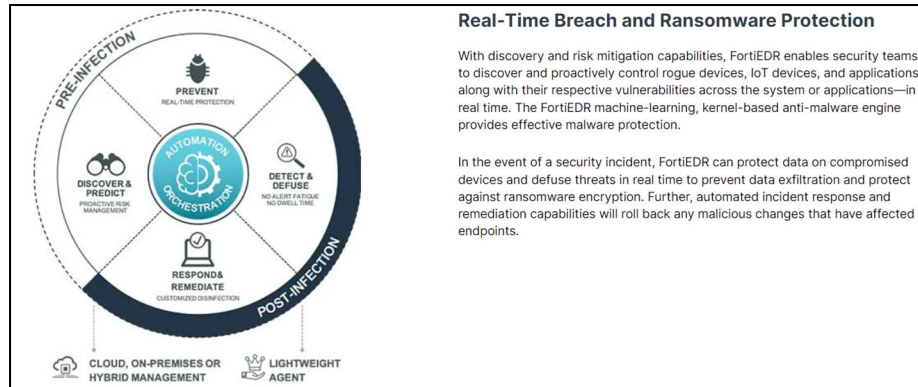 PRE-INFECTION
PREVENT
REAL-TIME PROTECTION
AUTOMATION
ORCHESTRATION
DISCOVER &
PREDICT
PROACTIVE RISK
MANAGEMENT
DETECT &
DEFUSE
NO ALERT FATIGUE
NO DWELL TIME
RESPOND&
REMEDIATE
CUSTOMIZED DISINFECTION
POST-INFECTION
CLOUD, ON-PREMISES OR
HYBRID MANAGEMENT
LIGHTWEIGHT
AGENT
Real-Time Breach and Ransomware Protection
With discovery and risk mitigation capabilities, FortiEDR enables security teams
to discover and proactively control rogue devices, IoT devices, and applications
along with their respective vulnerabilities across the system or applications—in
real time. The FortiEDR machine-learning, kernel-based anti-malware engine
provides effective malware protection.
In the event of a security incident, FortiEDR can protect data on compromised
devices and defuse threats in real time to prevent data exfiltration and protect
against ransomware encryption. Further, automated incident response and
remediation capabilities will roll back any malicious changes that have affected
endpoints.